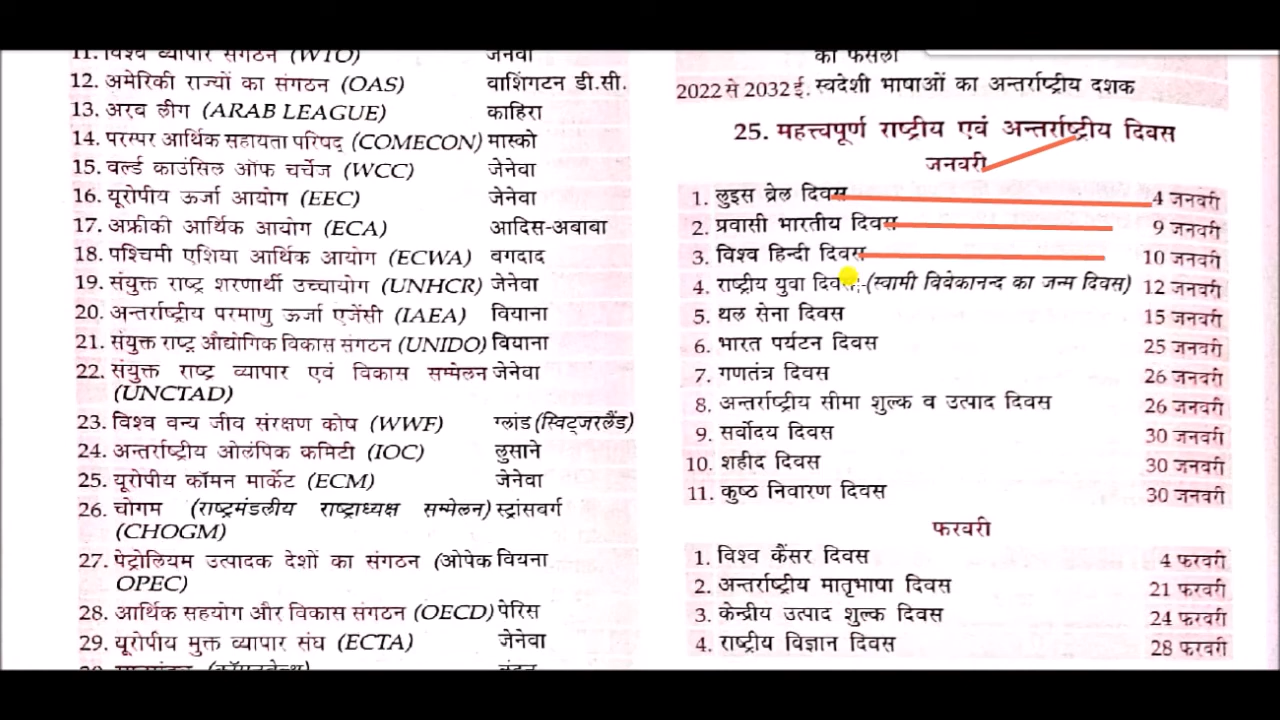 11. विश्व व्यापार संगठन (WTO) जेनेवा
12. अमेरिकी राज्यों का संगठन (OAS) वाशिंगटन डी.सी.
13. अरब लीग (ARAB LEAGUE) काहिरा
14. परस्पर आर्थिक सहायता परिषद् (COMECON) मास्को
15. वर्ल्ड काउंसिल ऑफ चर्चेज (WCC) जेनेवा
16. यूरोपीय ऊर्जा आयोग (EEC) जेनेवा
17. अफ्रीकी आर्थिक आयोग (ECA) आदिस-अबाबा
18. पश्चिमी एशिया आर्थिक आयोग (ECWA) बगदाद
19. संयुक्त राष्ट्र शरणार्थी उच्चायोग (UNHCR) जेनेवा
20. अन्तर्राष्ट्रीय परमाणु ऊर्जा एजेंसी (IAEA) वियाना
21. संयुक्त राष्ट्र औद्योगिक विकास संगठन (UNIDO) वियाना
22. संयुक्त राष्ट्र व्यापार एवं विकास सम्मेलन जेनेवा
(UNCTAD)
23. विश्व वन्य जीव संरक्षण कोष (WWF) ग्लांड (स्विट्जरलैंड)
24. अन्तर्राष्ट्रीय ओलंपिक कमिटी (IOC) लुसाने
25. यूरोपीय कॉमन मार्केट (ECM) जेनेवा
26. चोगम (राष्ट्रमंडलीय राष्ट्राध्यक्ष सम्मेलन) स्ट्रांसवर्ग
(CHOGM)
27. पेट्रोलियम उत्पादक देशों का संगठन (ओपेक वियना
OPEC)
28. आर्थिक सहयोग और विकास संगठन (OECD) पेरिस
29. यूरोपीय मुक्त व्यापार संघ (ECTA) जेनेवा
का फैसला
2022 से 2032 ई. स्वदेशी भाषाओं का अन्तर्राष्ट्रीय दशक
25. महत्त्वपूर्ण राष्ट्रीय एवं अन्तर्राष्ट्रीय दिवस
जनवरी
1. लुइस ब्रेल दिवस 4 जनवरी
2. प्रवासी भारतीय दिवस 9 जनवरी
3. विश्व हिन्दी दिवस 10 जनवरी
4. राष्ट्रीय युवा दिवस:-(स्वामी विवेकानन्द का जन्म दिवस) 12 जनवरी
5. थल सेना दिवस 15 जनवरी
6. भारत पर्यटन दिवस 25 जनवरी
7. गणतंत्र दिवस 26 जनवरी
8. अन्तर्राष्ट्रीय सीमा शुल्क व उत्पाद दिवस 26 जनवरी
9. सर्वोदय दिवस 30 जनवरी
10. शहीद दिवस 30 जनवरी
11. कुष्ठ निवारण दिवस 30 जनवरी
फरवरी
1. विश्व कैंसर दिवस 4 फरवरी
2. अन्तर्राष्ट्रीय मातृभाषा दिवस 21 फरवरी
3. केन्द्रीय उत्पाद शुल्क दिवस 24 फरवरी
4. राष्ट्रीय विज्ञान दिवस 28 फरवरी